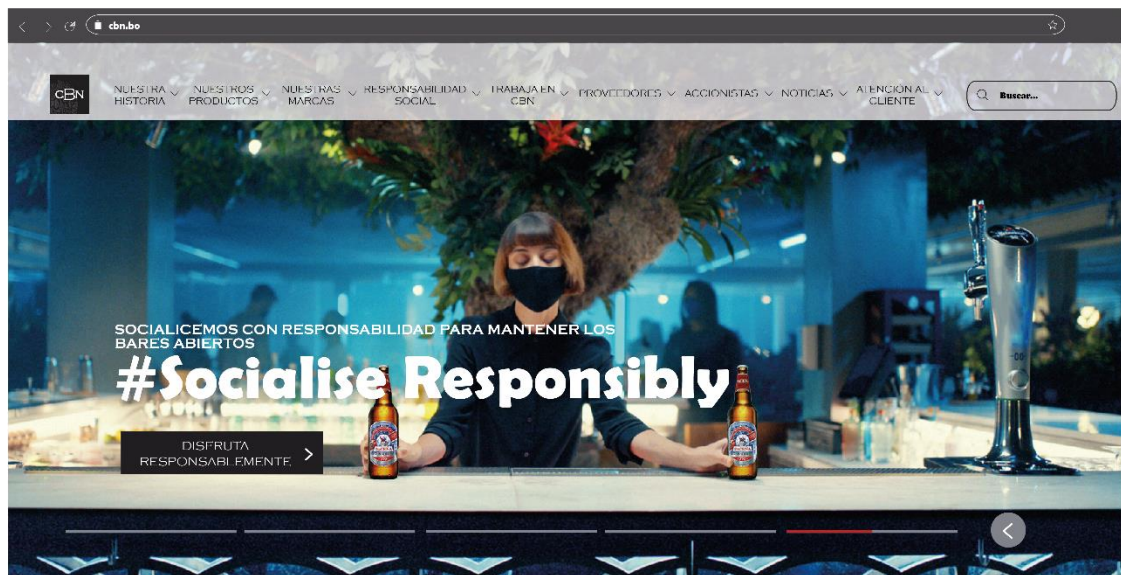 cbn.bo
CBN
NUESTRA
HISTORIA
NUESTROS
PRODUCTOS
NUESTRAS
MARCAS
RESPONSABILIDAD
SOCIAL
TRABAJA EN
CBN
PROVEEDORES
ACCIONISTAS
NOTICIAS
ATENCIÓN AL
CLIENTE
Buscar...
SOCIALICEMOS CON RESPONSABILIDAD PARA MANTENER LOS
BARES ABIERTOS
#Socialise Responsibly
DISFRUTA
RESPONSABLEMENTE